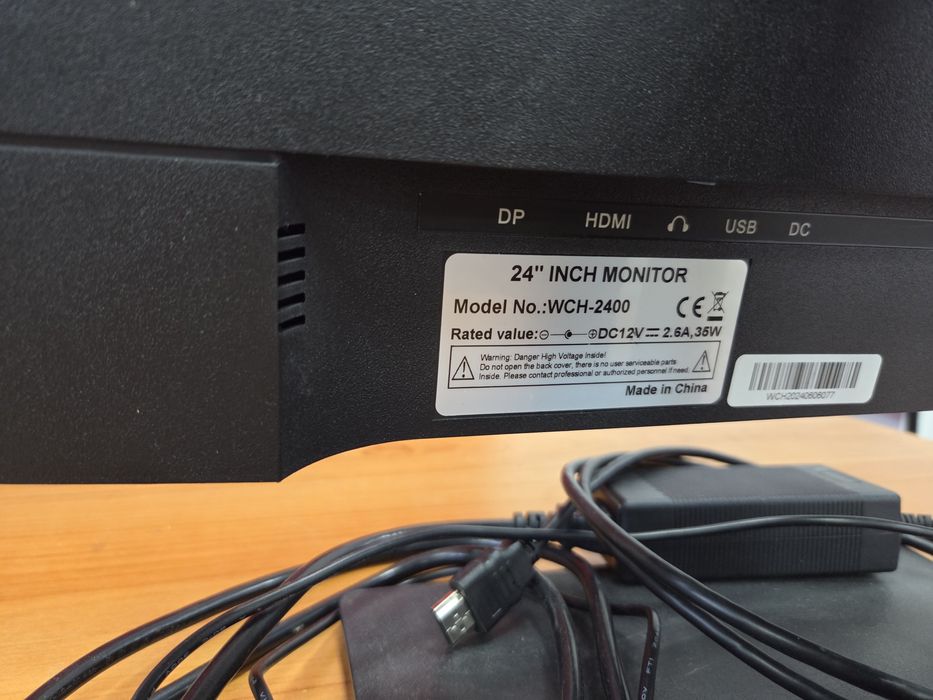 DP HDMI USB DC
24" INCH MONITOR
Model No.:WCH-2400
CE
Rated value: DC12V 2.6A,35W
Warning: Danger High Voltage Inside!
Do not open the back cover, there is no user serviceable parts
Inside. Please contact professional or authorized personnel if need.
Made in China
WCH20240606077